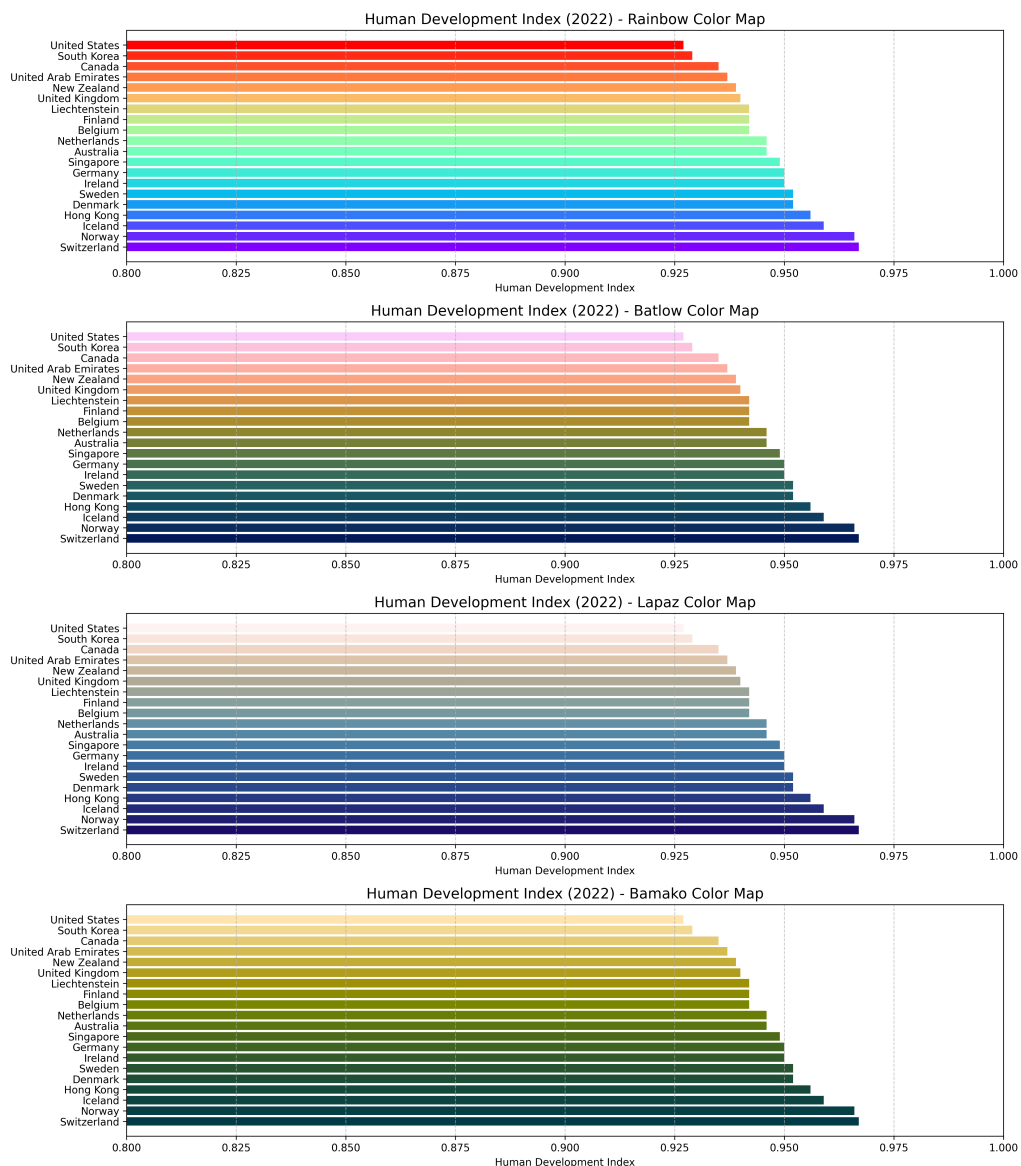 Human Development Index (2022) - Rainbow Color Map
United States
South Korea
Canada
United Arab Emirates
New Zealand
United Kingdom
Liechtenstein
Finland
Belgium
Netherlands
Australia
Singapore
Germany
Ireland
Sweden
Denmark
Hong Kong
Iceland
Norway
Switzerland
0.800 0.825 0.850 0.875 0.900 0.925 0.950 0.975 1.000
Human Development Index
Human Development Index (2022) - Batlow Color Map
United States
South Korea
Canada
United Arab Emirates
New Zealand
United Kingdom
Liechtenstein
Finland
Belgium
Netherlands
Australia
Singapore
Germany
Ireland
Sweden
Denmark
Hong Kong
Iceland
Norway
Switzerland
0.800 0.825 0.850 0.875 0.900 0.925 0.950 0.975 1.000
Human Development Index
Human Development Index (2022) - Lapaz Color Map
United States
South Korea
Canada
United Arab Emirates
New Zealand
United Kingdom
Liechtenstein
Finland
Belgium
Netherlands
Australia
Singapore
Germany
Ireland
Sweden
Denmark
Hong Kong
Iceland
Norway
Switzerland
0.800 0.825 0.850 0.875 0.900 0.925 0.950 0.975 1.000
Human Development Index
Human Development Index (2022) - Bamako Color Map
United States
South Korea
Canada
United Arab Emirates
New Zealand
United Kingdom
Liechtenstein
Finland
Belgium
Netherlands
Australia
Singapore
Germany
Ireland
Sweden
Denmark
Hong Kong
Iceland
Norway
Switzerland
0.800 0.825 0.850 0.875 0.900 0.925 0.950 0.975 1.000
Human Development Index